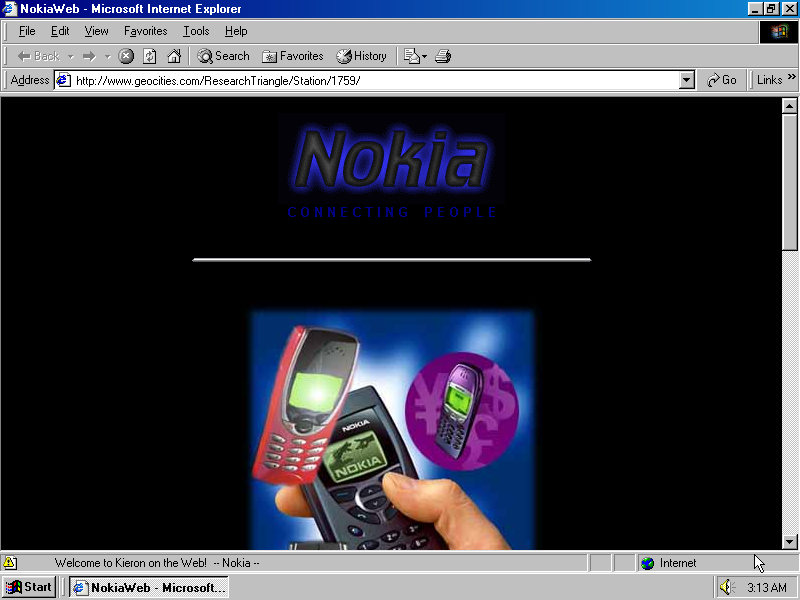 NokiaWeb - Microsoft Internet Explorer
File Edit View Favorites Tools Help
Back Search Favorites History
Address http://www.geocities.com/ResearchTriangle/Station/1759/ Go Links »
Nokia
CONNECTING PEOPLE
NOKIA
NOKIA
¥ $ £
Welcome to Kieron on the Web! -- Nokia -- Internet
Start NokiaWeb - Microsoft... 3:13 AM